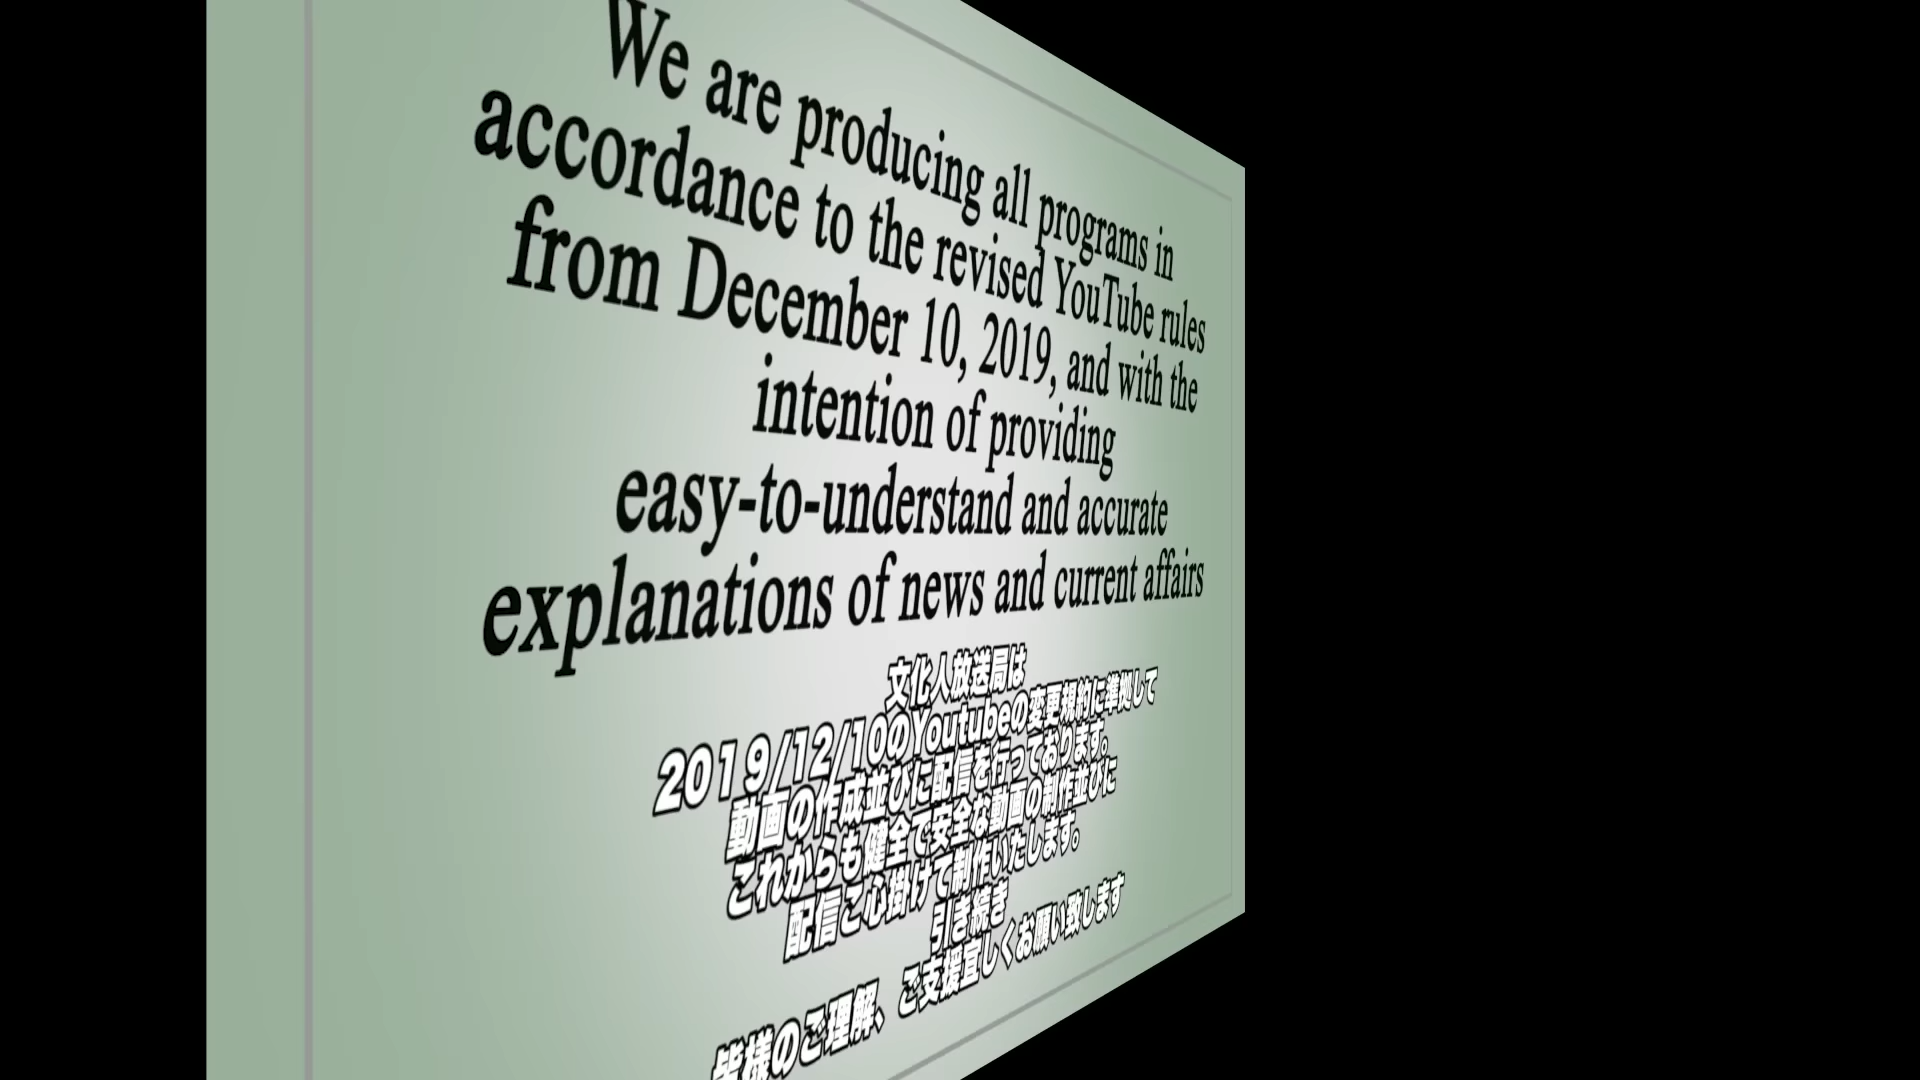 We are producing all programs in
accordance to the revised YouTube rules
from December 10, 2019, and with the
intention of providing
easy-to-understand and accurate
explanations of news and current affairs
文化人放送局は
2019/12/10のYoutubeの変更規約に準拠して
動画の作成並びに配信を行っております。
これからも健全で安全な動画の制作並びに
配信ご心掛けて制作いたします。
引き続き
皆様のご理解、ご支援宜しくお願い致します